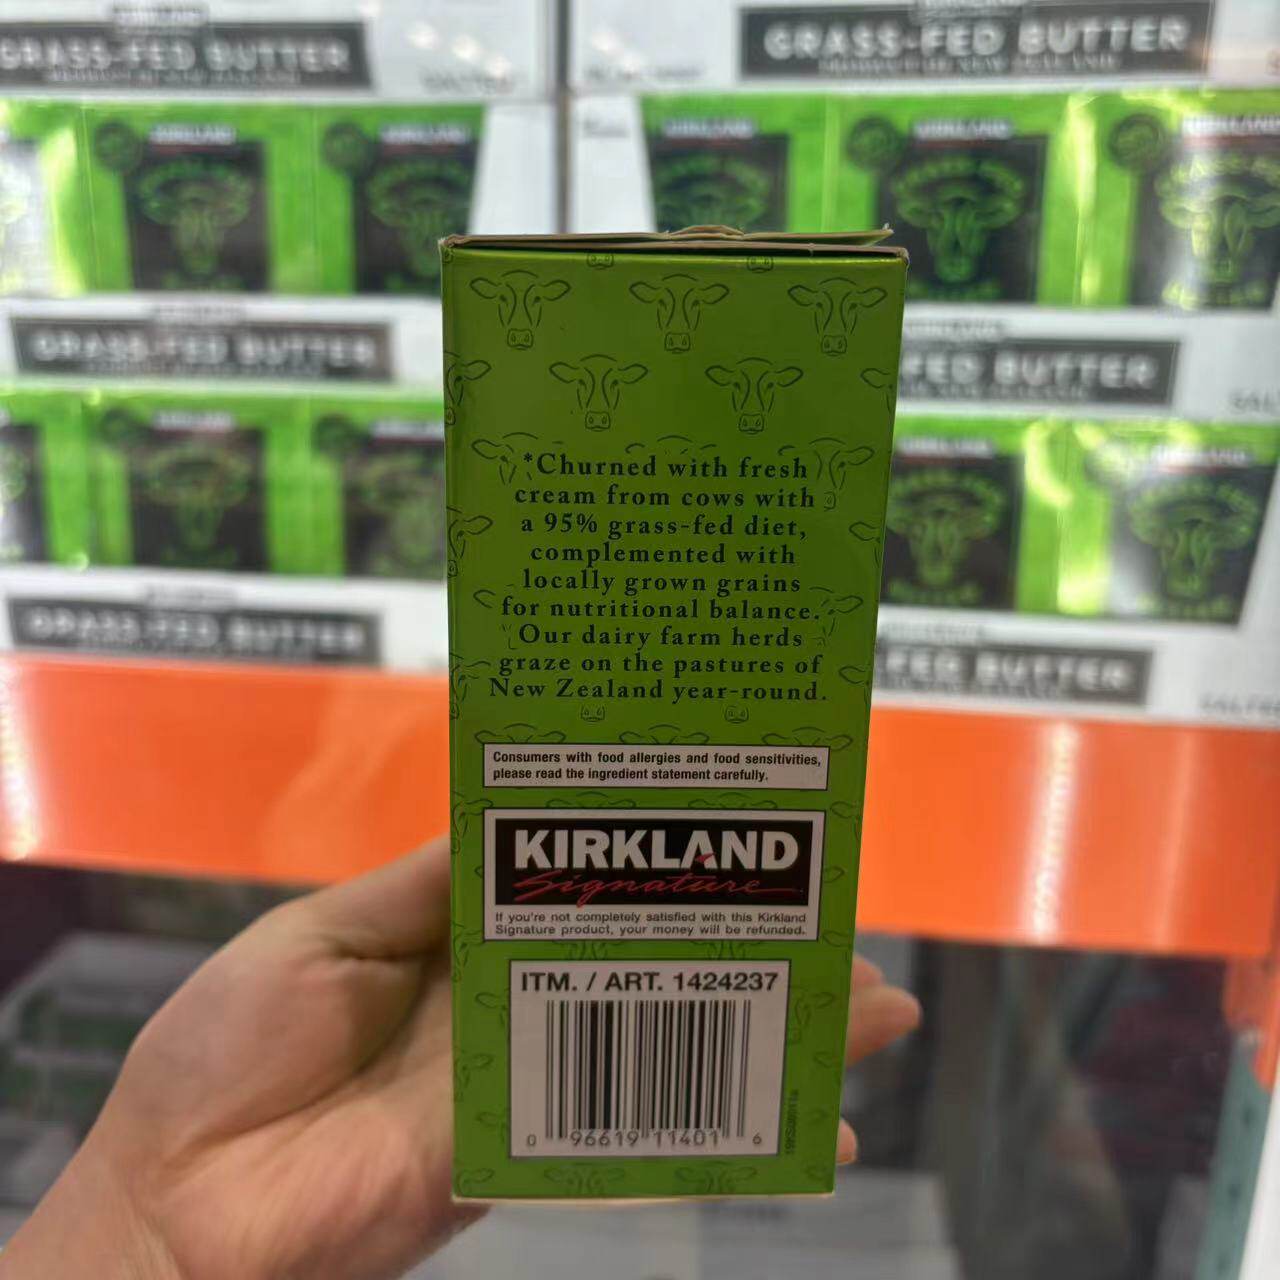 GRASS-FED BUTTER
GRASS-FED BUTTER
KIRKLAND
KIRKLAND
KIRKLAND
KIRKLAND
GRASS-FED BUTTER
FED BUTTER
GRASS-FED BUTTER
FED BUTTER
*Churned with fresh
cream from cows with
a 95% grass-fed diet,
complemented with
locally grown grains
for nutritional balance.
Our dairy farm herds
graze on the pastures of
New Zealand year-round.
Consumers with food allergies and food sensitivities,
please read the ingredient statement carefully.
KIRKLAND
Signature
If you're not completely satisfied with this Kirkland
Signature product, your money will be refunded.
ITM. / ART. 1424237
0 96619 11401 6